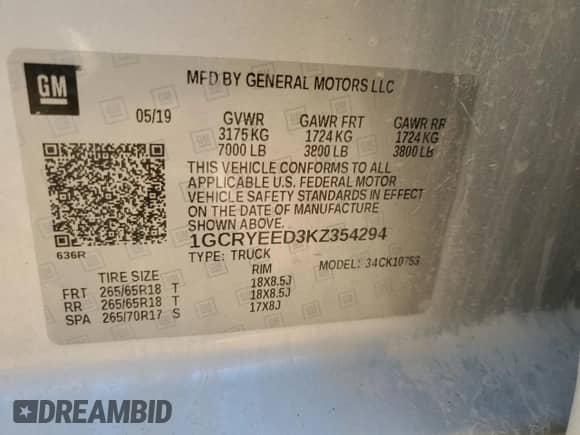 GM
MFD BY GENERAL MOTORS LLC
05/19 GVWR GAWR FRT GAWR RR
3175 KG 1724 KG 1724 KG
7000 LB 3800 LB 3800 LB
THIS VEHICLE CONFORMS TO ALL
APPLICABLE U.S. FEDERAL MOTOR
VEHICLE SAFETY STANDARDS IN EFFECT
ON THE DATE OF MANUFACTURE
SHOWN ABOVE.
1GCRYEED3KZ354294
636R
TYPE: TRUCK MODEL: 34CK10753
TIRE SIZE RIM
FRT 265/65R18 T 18X8.5J
RR 265/65R18 T 18X8.5J
SPA 265/70R17 S 17X8J
DREAMBID